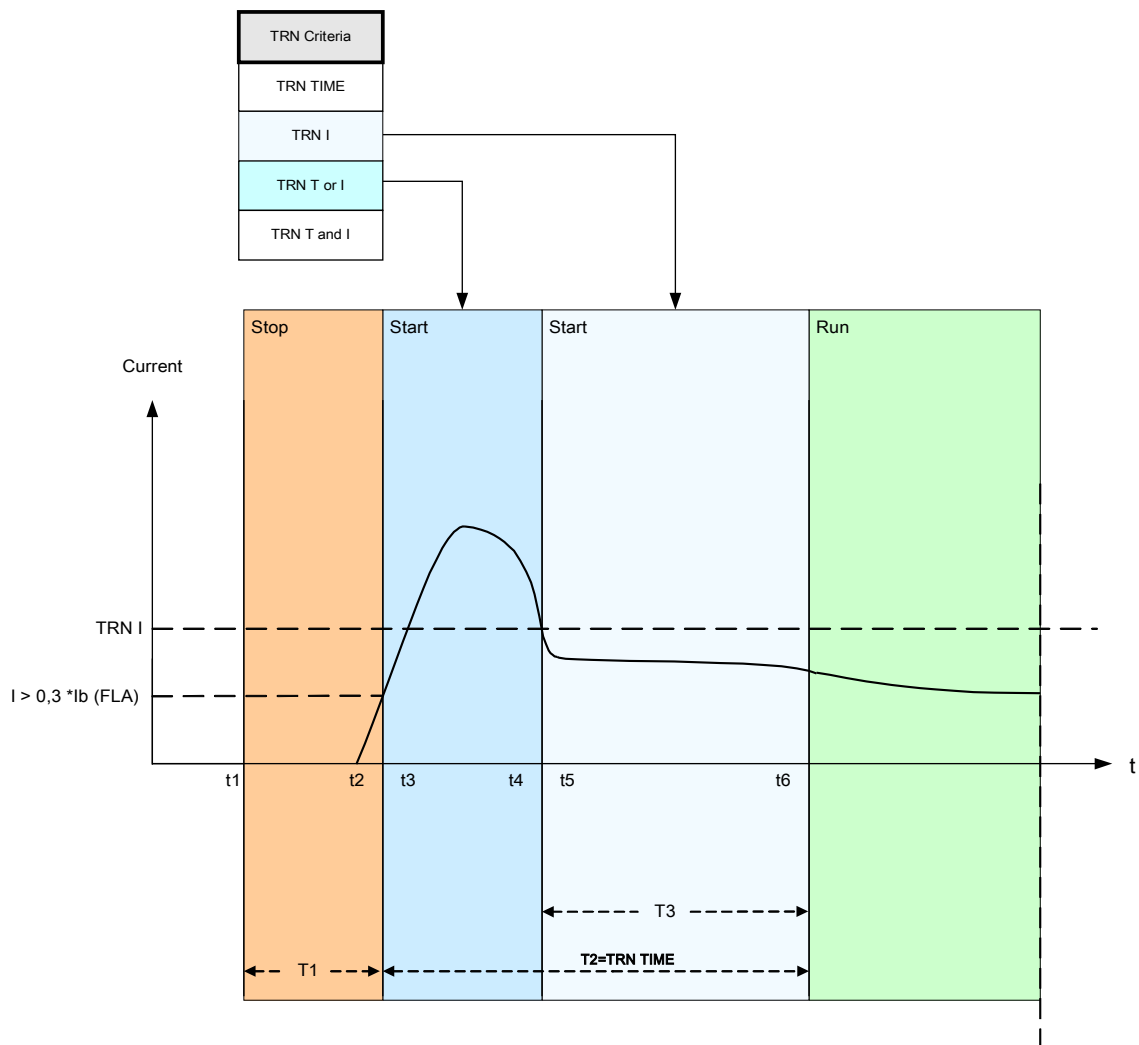 TRN Criteria
TRN TIME
TRN I
TRN T or I
TRN T and I
Stop
Start
Start
Run
Current
TRN I
I > 0,3 *Ib (FLA)
t1
t2
t3
t4
t5
t6
t
T3
T1
T2=TRN TIME